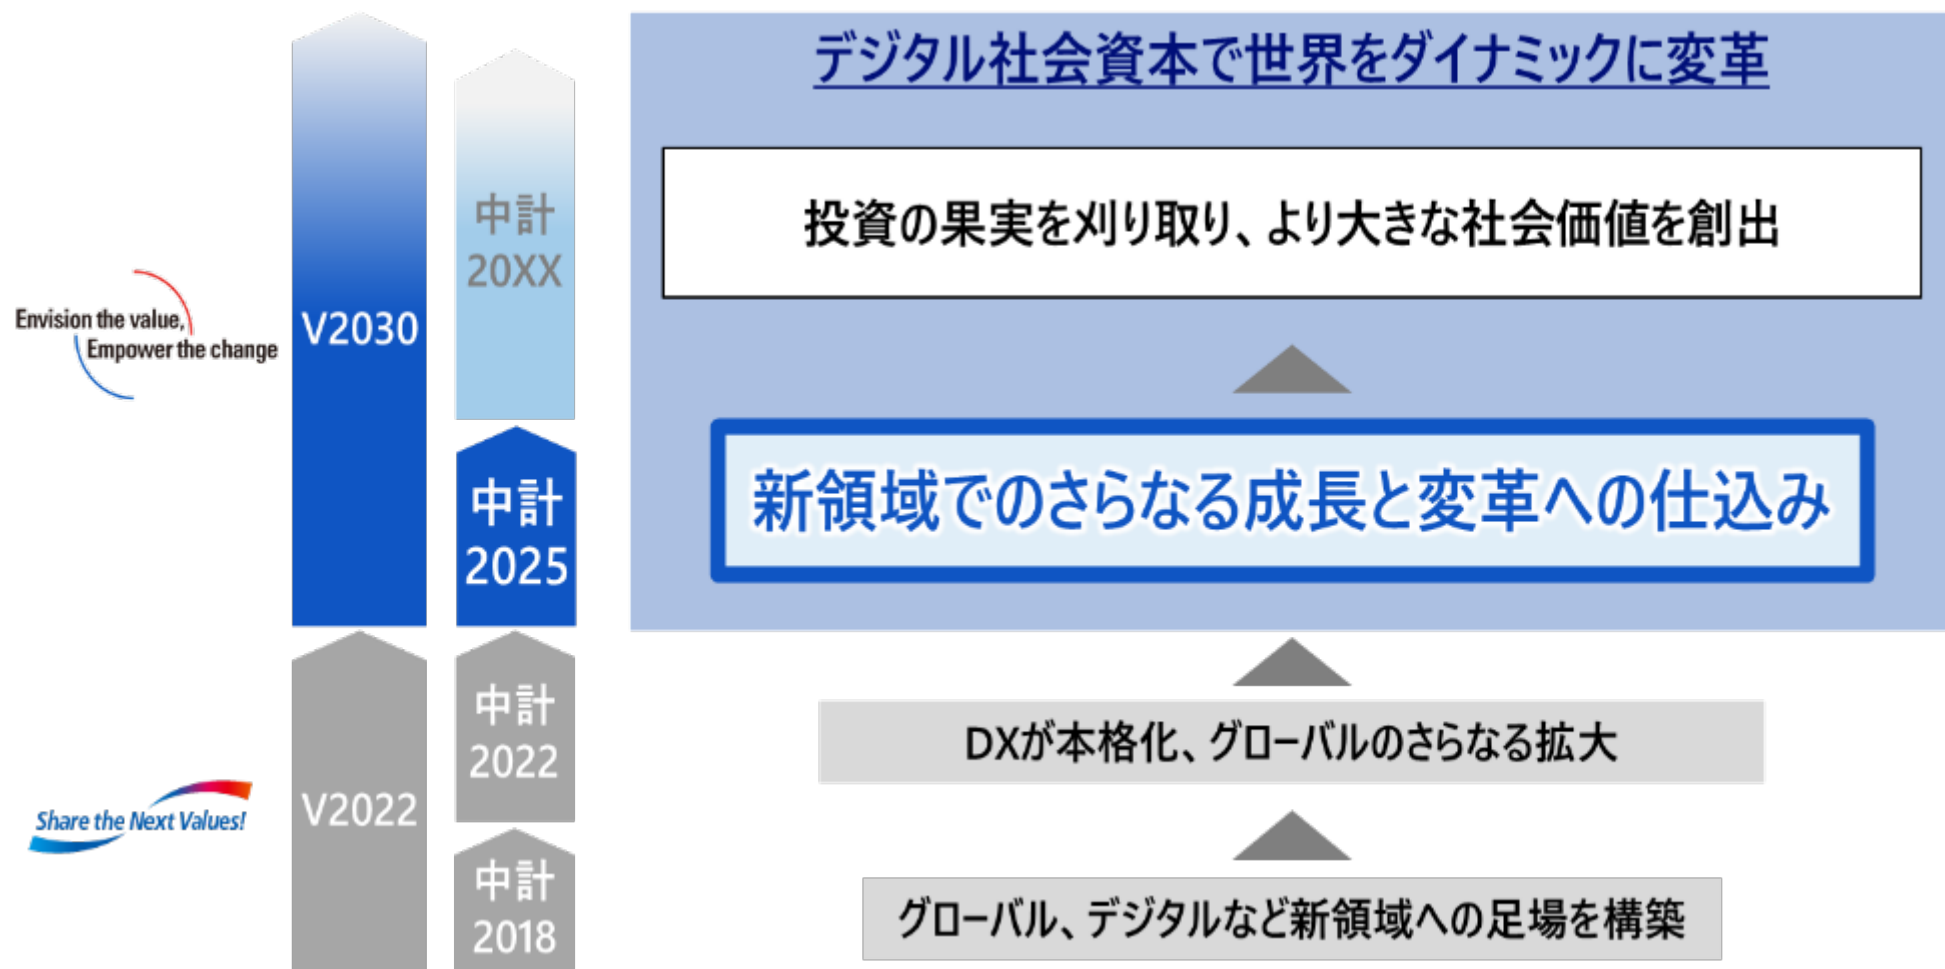 デジタル社会資本で世界をダイナミックに変革
中計
20XX
投資の果実を刈り取り、より大きな社会価値を創出
Envision the value,
Empower the change
V2030
中計
2025
新領域でのさらなる成長と変革への仕込み
中計
2022
DXが本格化、グローバルのさらなる拡大
Share the Next Values!
V2022
中計
2018
グローバル、デジタルなど新領域への足場を構築